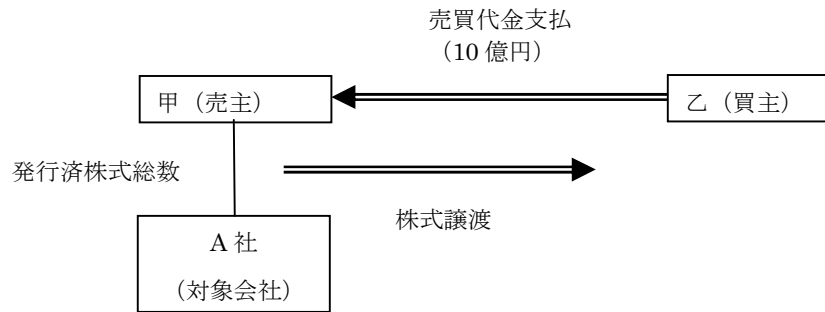 売買代金支払
（10 億円）
甲（売主）
乙（買主）
発行済株式総数
株式譲渡
A 社
（対象会社）